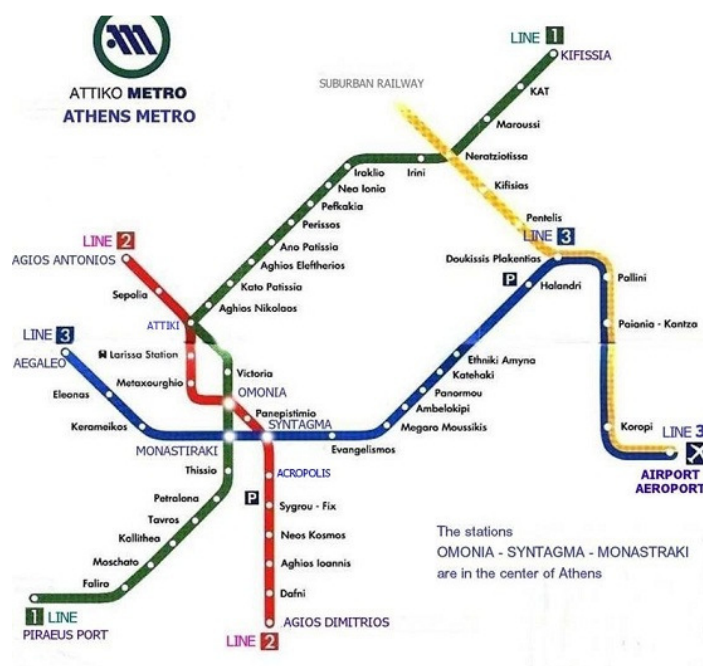 ATTIKO METRO
ATHENS METRO
LINE 1
KIFISSIA
SUBURBAN RAILWAY
KAT
Maroussi
Neratziotissa
Iraklio
Irini
Nea Ionia
Kifisias
Pefkakia
Perissos
Pentelis
LINE 2
LINE 3
AGIOS ANTONIOS
Ano Patissia
Doukissis Plakentias
Aghios Eleftherios
P
Pallini
Sepolia
Kato Patissia
Halandri
Aghios Nikolaos
ATTIKI
Paiania - Kantza
LINE 3
Larissa Station
AEGALEO
Ethniki Amyna
Victoria
Katehaki
Metaxourghio
OMONIA
Panormou
Eleonas
Panepistimio
Ambelokipi
SYNTAGMA
Kerameikos
Megaro Moussikis
Koropi
LINE 3
MONASTIRAKI
Evangelismos
Thissio
ACROPOLIS
AIRPORT
AEROPORT
Petralona
P
Sygrou - Fix
Tavros
Neos Kosmos
The stations
Kallithea
OMONIA - SYNTAGMA - MONASTRAKI
Moschato
Aghios Ioannis
are in the center of Athens
Faliro
Dafni
1 LINE
AGIOS DIMITRIOS
PIRAEUS PORT
LINE 2